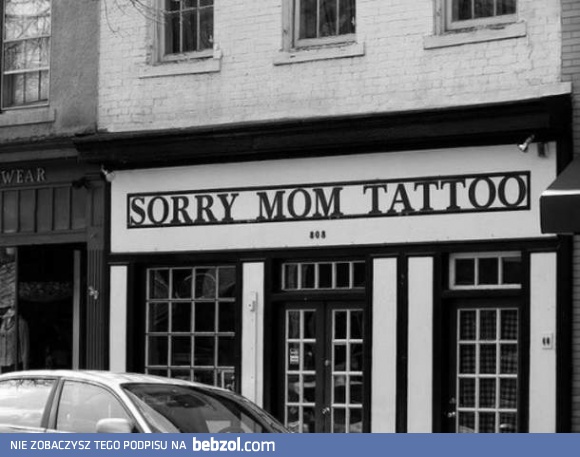 WEAR
SORRY MOM TATTOO
808
NIE ZOBACZYSZ TEGO PODPISU NA bebzol.com